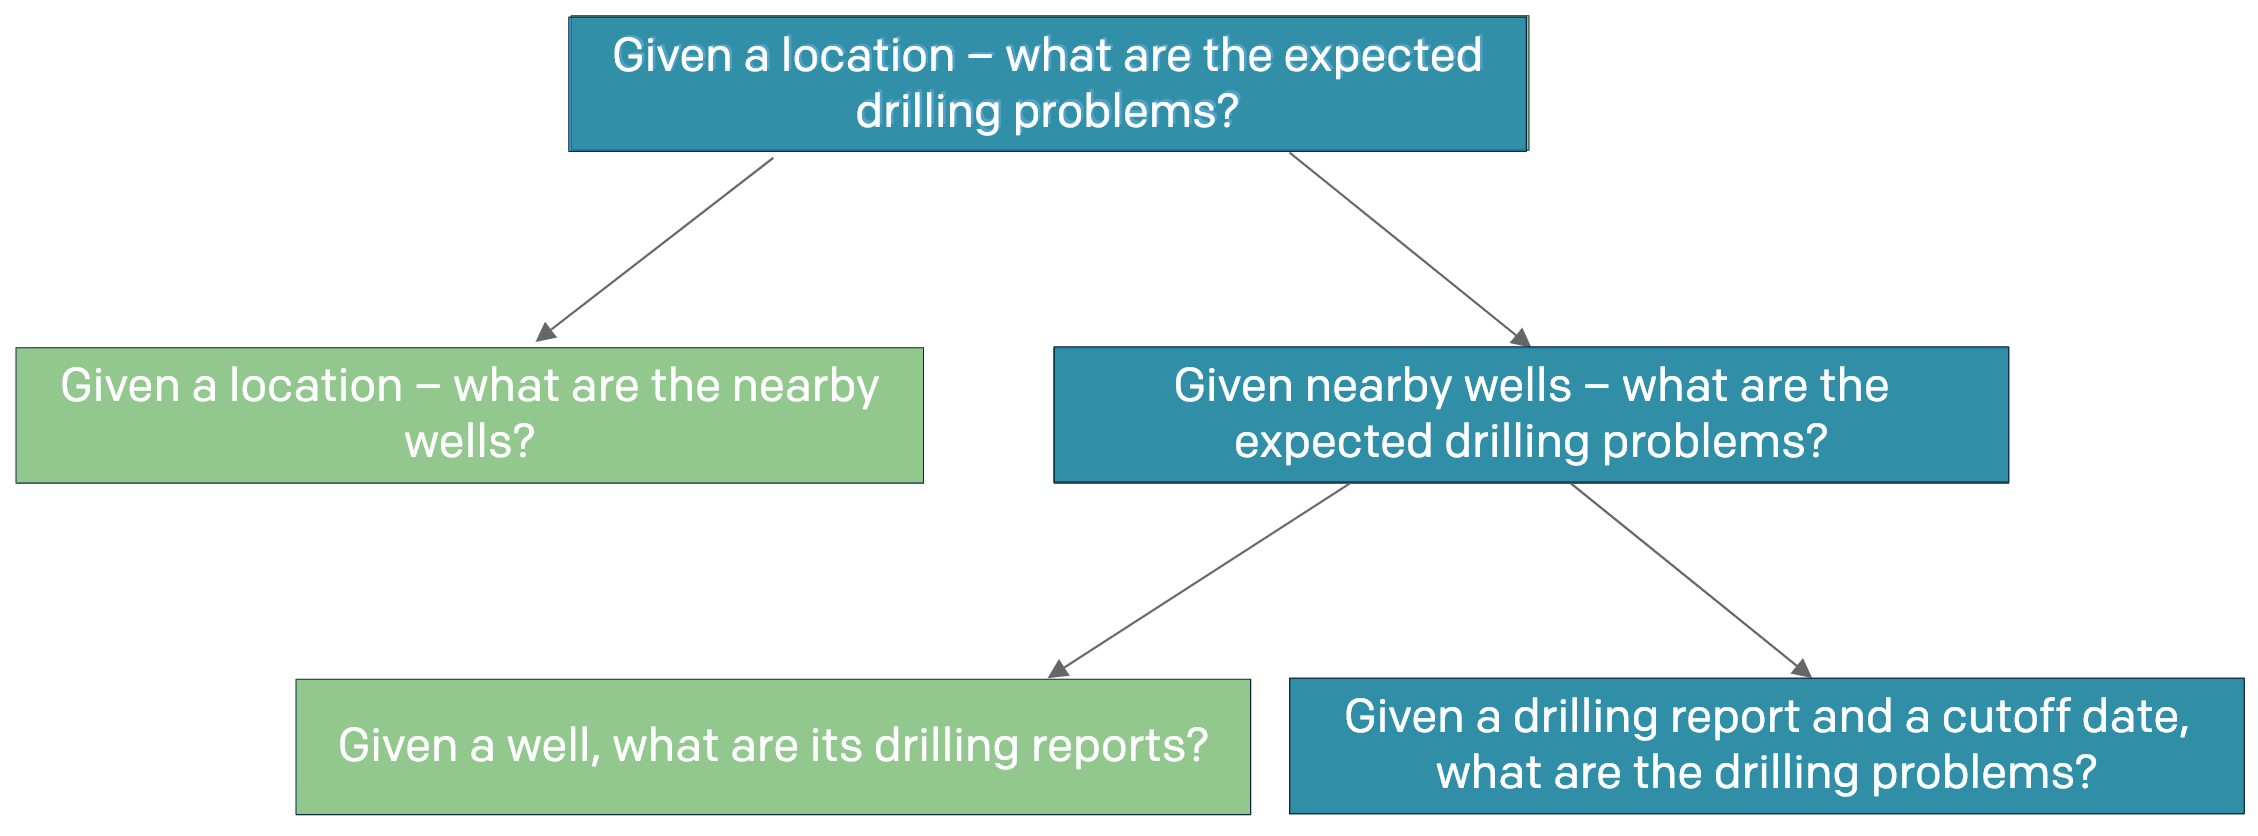 Given a location – what are the expected
drilling problems?
Given a location – what are the nearby
wells?
Given nearby wells – what are the
expected drilling problems?
Given a well, what are its drilling reports?
Given a drilling report and a cutoff date,
what are the drilling problems?